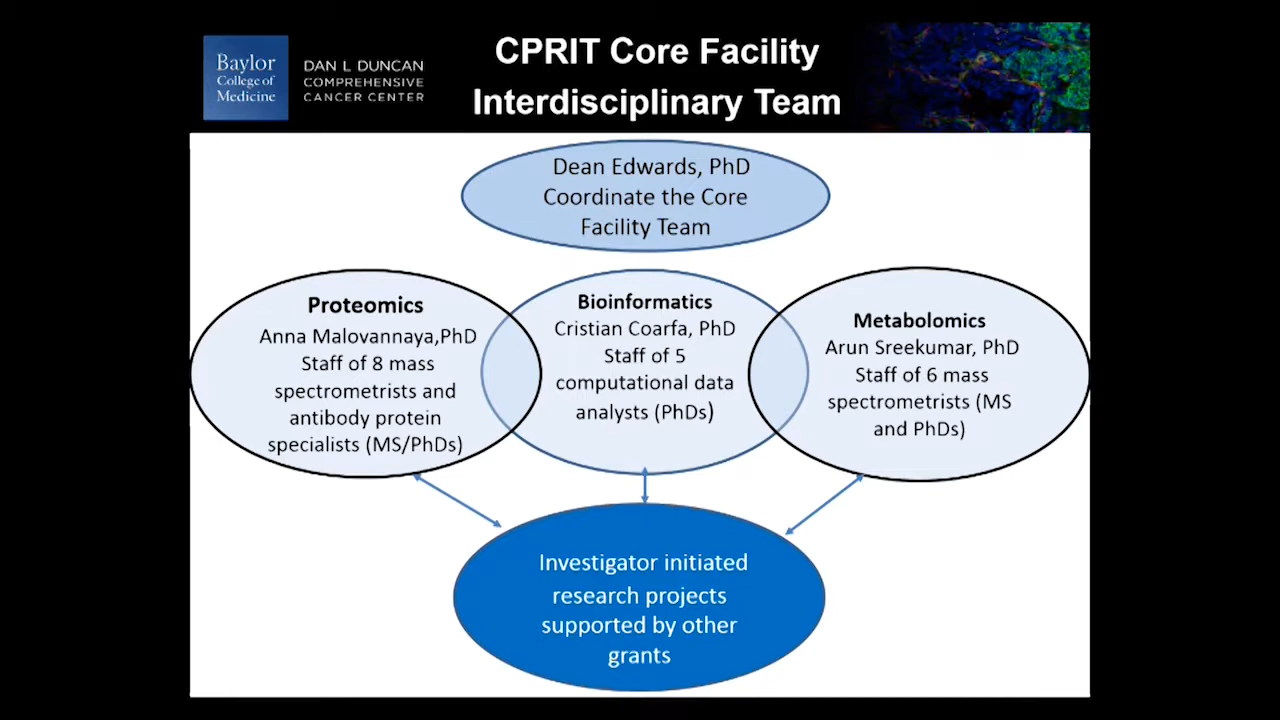 Baylor
College of
Medicine
DAN L DUNCAN
COMPREHENSIVE
CANCER CENTER
CPRIT Core Facility
Interdisciplinary Team
Dean Edwards, PhD
Coordinate the Core
Facility Team
Proteomics
Anna Malovannaya,PhD
Staff of 8 mass
spectrometrists and
antibody protein
specialists (MS/PhDs)
Bioinformatics
Cristian Coarfa, PhD
Staff of 5
computational data
analysts (PhDs)
Metabolomics
Arun Sreekumar, PhD
Staff of 6 mass
spectrometrists (MS
and PhDs)
Investigator initiated
research projects
supported by other
grants